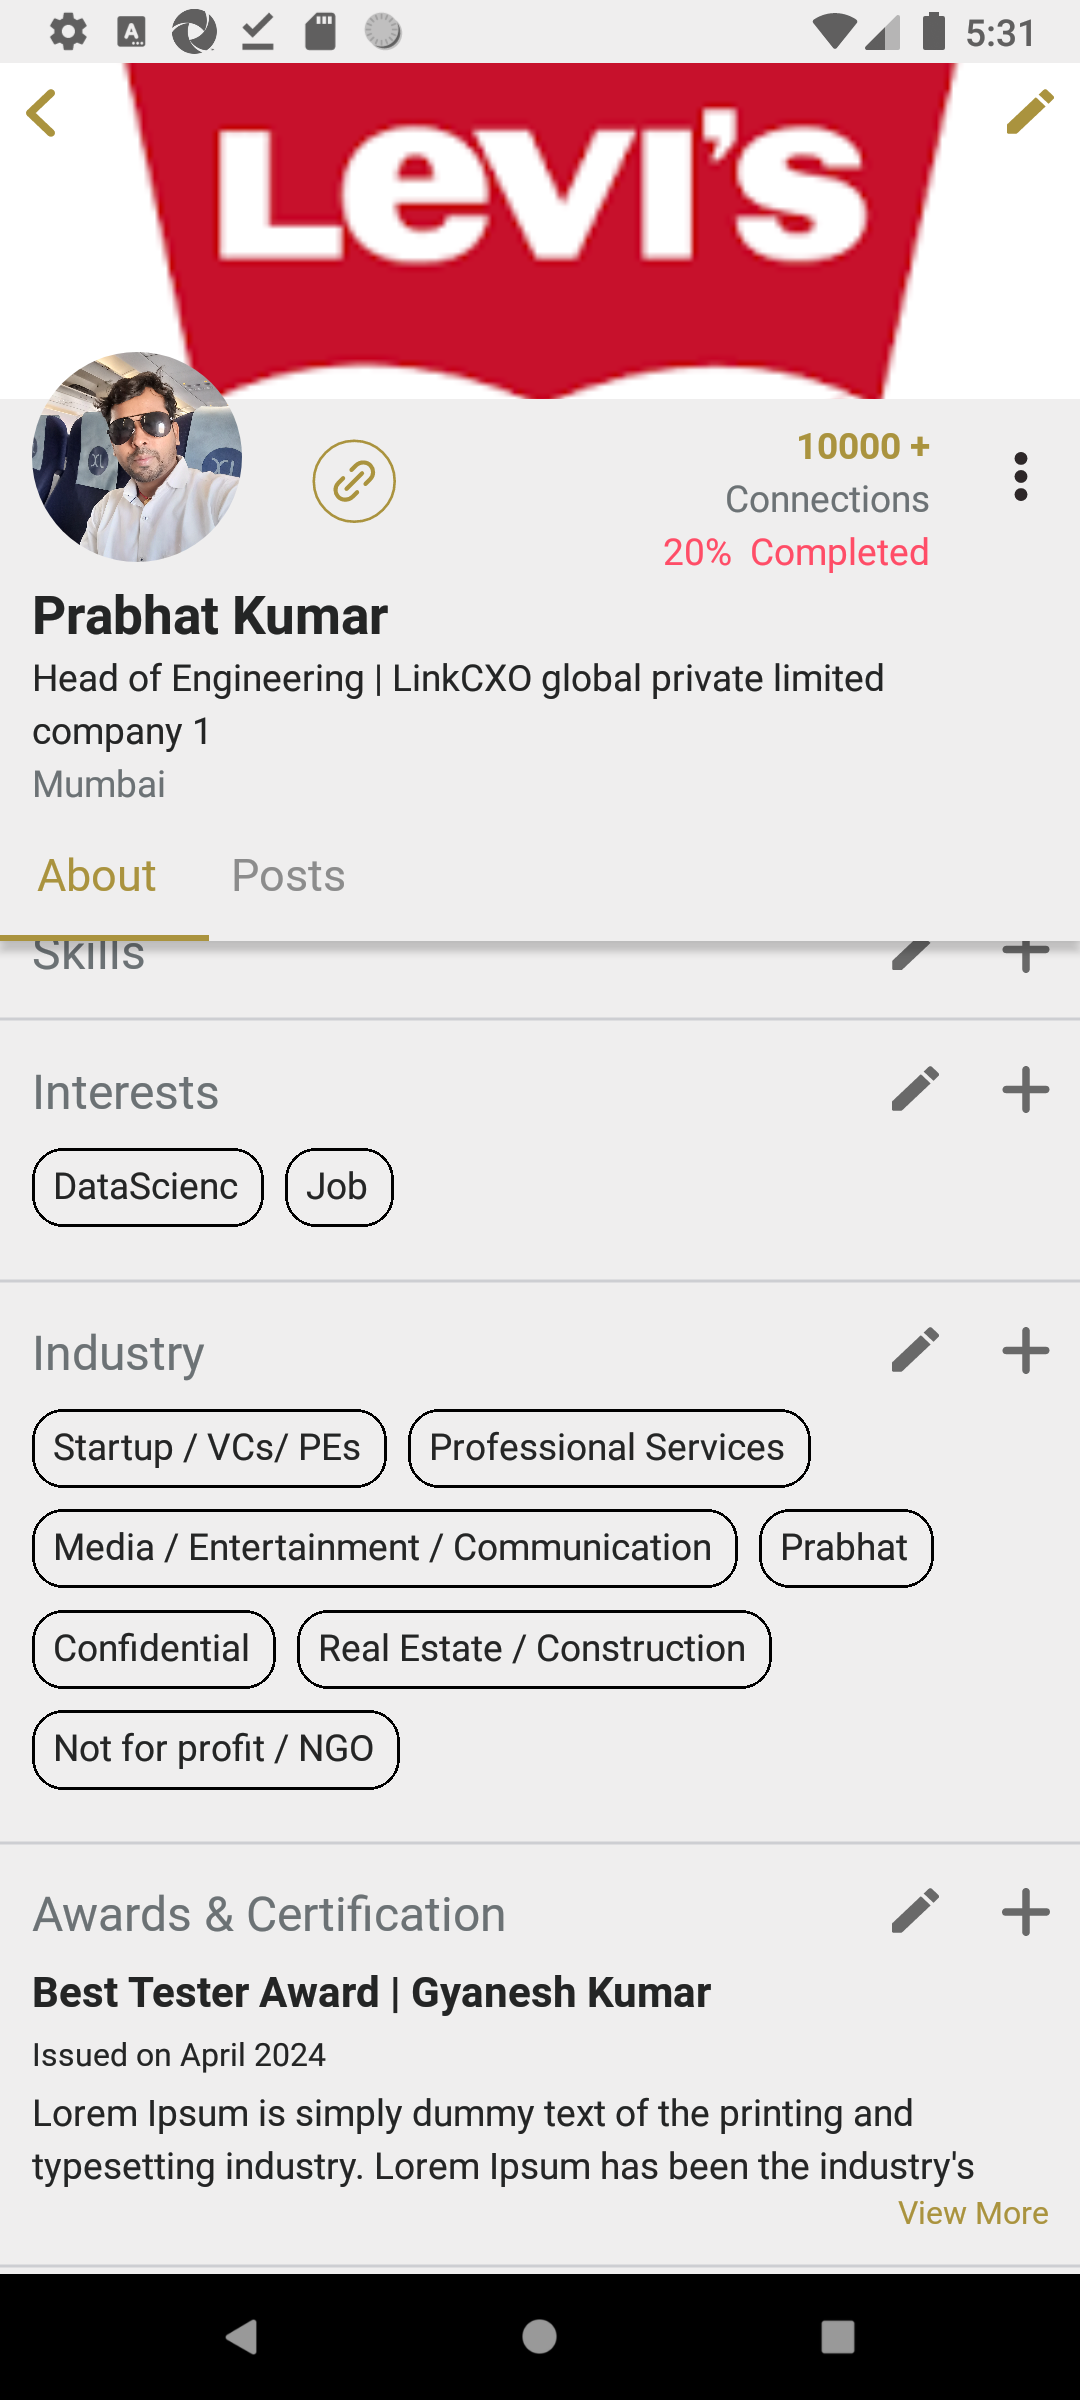 5:31
Levi's
10000 +
Connections
20% Completed
Prabhat Kumar
Head of Engineering | LinkCXO global private limited
company 1
Mumbai
About Posts
Skills
Interests
DataScienc Job
Industry
Startup / VCs/ PEs Professional Services
Media / Entertainment / Communication Prabhat
Confidential Real Estate / Construction
Not for profit / NGO
Awards & Certification
Best Tester Award | Gyanesh Kumar
Issued on April 2024
Lorem Ipsum is simply dummy text of the printing and
typesetting industry. Lorem Ipsum has been the industry's
View More